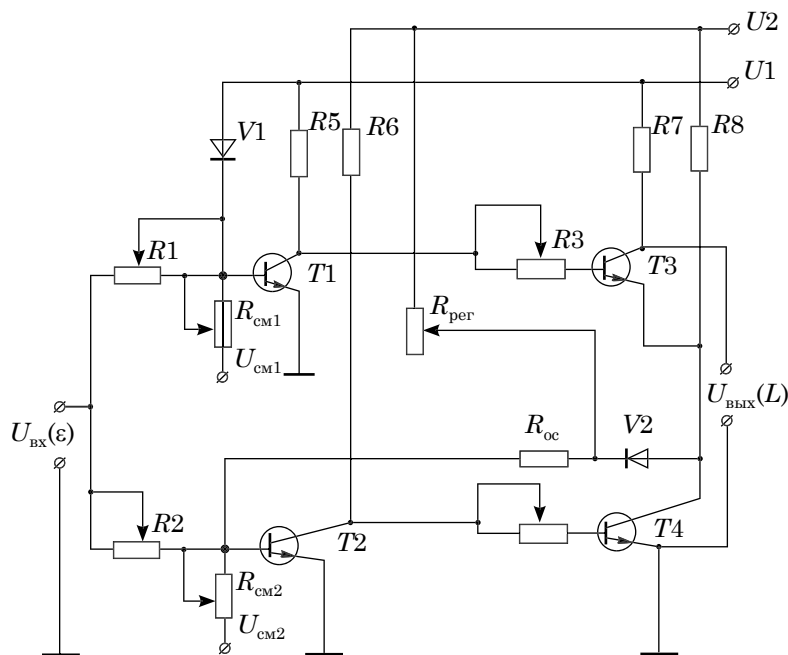 U2
U1
V1
R5
R6
R7
R8
R1
T1
R3
T3
Rсм1
Uсм1
Rрег
Uвых(L)
Uвх(ε)
Rос
V2
R2
T2
T4
Rсм2
Uсм2